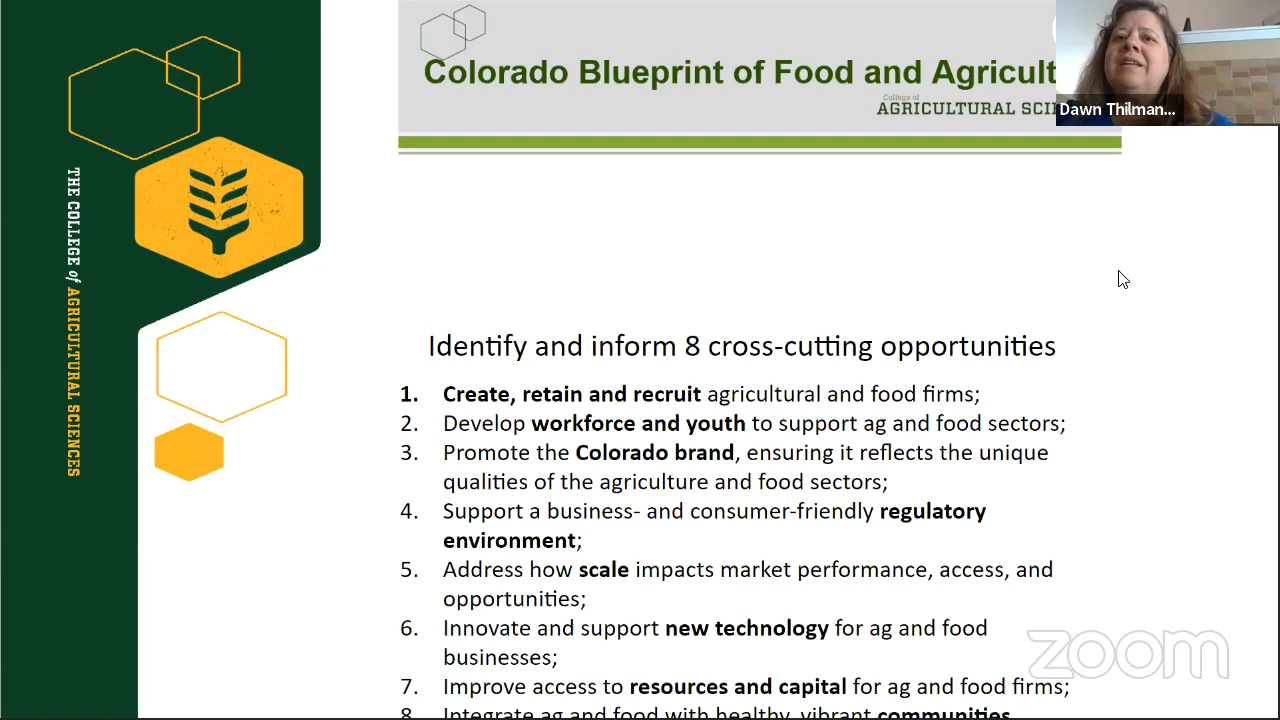 Colorado Blueprint of Food and Agricult
College of
AGRICULTURAL SCI
Dawn Thilman...
THE COLLEGE of AGRICULTURAL SCIENCES
Identify and inform 8 cross-cutting opportunities
1. Create, retain and recruit agricultural and food firms;
2. Develop workforce and youth to support ag and food sectors;
3. Promote the Colorado brand, ensuring it reflects the unique
qualities of the agriculture and food sectors;
4. Support a business- and consumer-friendly regulatory
environment;
5. Address how scale impacts market performance, access, and
opportunities;
6. Innovate and support new technology for ag and food
businesses;
7. Improve access to resources and capital for ag and food firms;
8. Integrate ag and food with healthy, vibrant communities
zoom